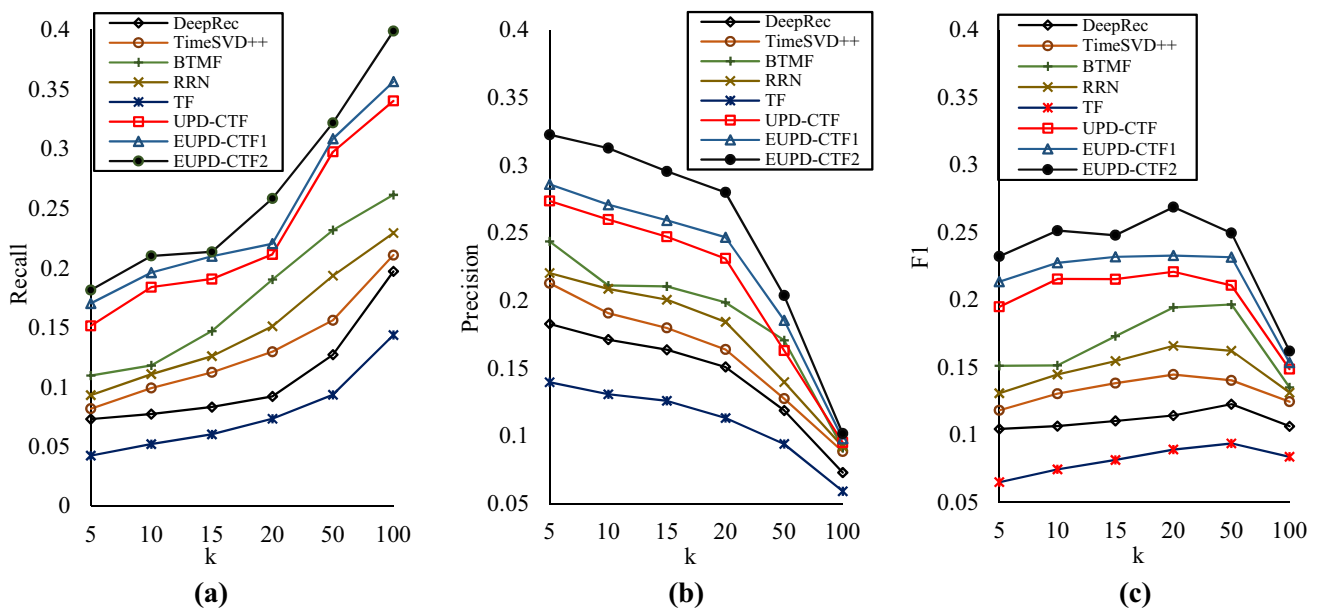 0.4
0.35
0.3
0.25
0.2
0.15
0.1
0.05
0
Recall
DeepRec
TimeSVD++
BTMF
RRN
TF
UPD-CTF
EUPD-CTF1
EUPD-CTF2
5 10 15 20 50 100
k
(a)
0.4
0.35
0.3
0.25
0.2
0.15
0.1
0.05
Precision
DeepRec
TimeSVD++
BTMF
RRN
TF
UPD-CTF
EUPD-CTF1
EUPD-CTF2
5 10 15 20 50 100
k
(b)
0.4
0.35
0.3
0.25
0.2
0.15
0.1
0.05
F1
DeepRec
TimeSVD++
BTMF
RRN
TF
UPD-CTF
EUPD-CTF1
EUPD-CTF2
5 10 15 20 50 100
k
(c)